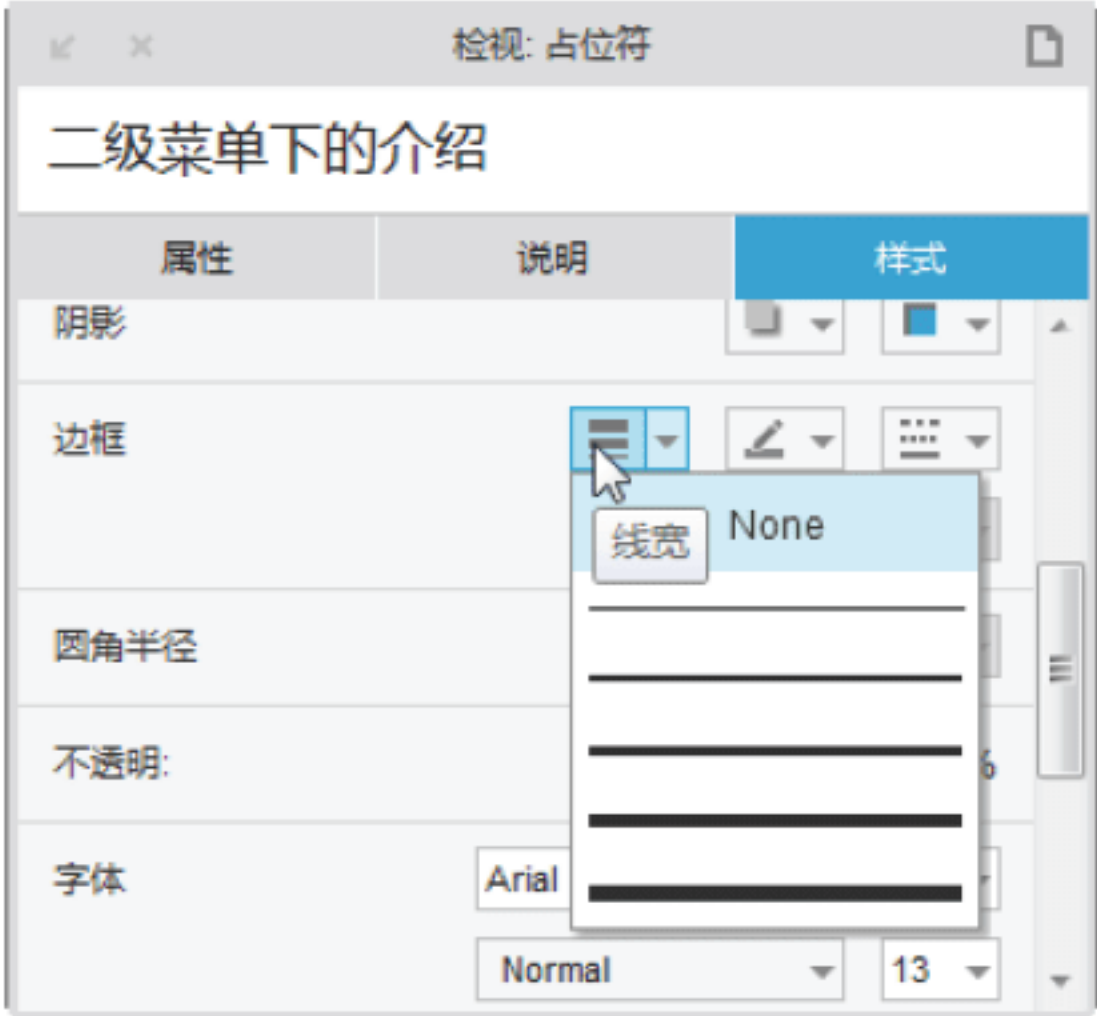 检视: 占位符
二级菜单下的介绍
属性 说明 样式
阴影
边框
线宽 None
圆角半径
不透明: %
字体 Arial
Normal 13